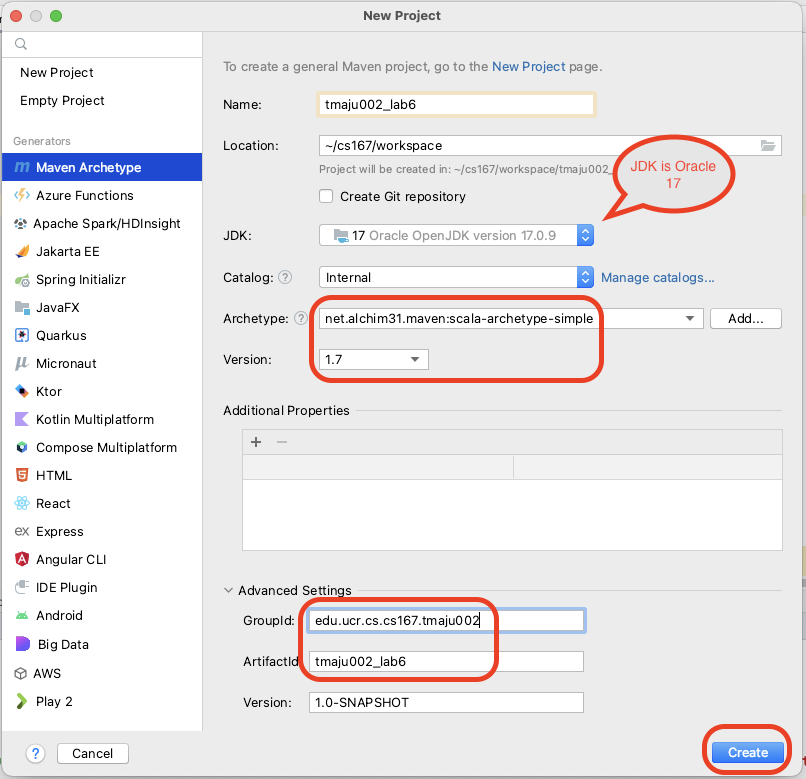 New Project
New Project
Empty Project
Generators
Maven Archetype
Azure Functions
Apache Spark/HDInsight
Jakarta EE
Spring Initializr
JavaFX
Quarkus
Micronaut
Ktor
Kotlin Multiplatform
Compose Multiplatform
HTML
React
Express
Angular CLI
IDE Plugin
Android
Big Data
AWS
Play 2
To create a general Maven project, go to the New Project page.
Name: tmaju002_lab6
Location: ~/cs167/workspace
Project will be created in: ~/cs167/workspace/tmaju002_
JDK is Oracle
17
Create Git repository
JDK: 17 Oracle OpenJDK version 17.0.9
Catalog: ? Internal Manage catalogs...
Archetype: ? net.alchim31.maven:scala-archetype-simple Add...
Version: 1.7
Additional Properties
Advanced Settings
GroupId: edu.ucr.cs.cs167.tmaju002
ArtifactId tmaju002_lab6
Version: 1.0-SNAPSHOT
? Cancel Create